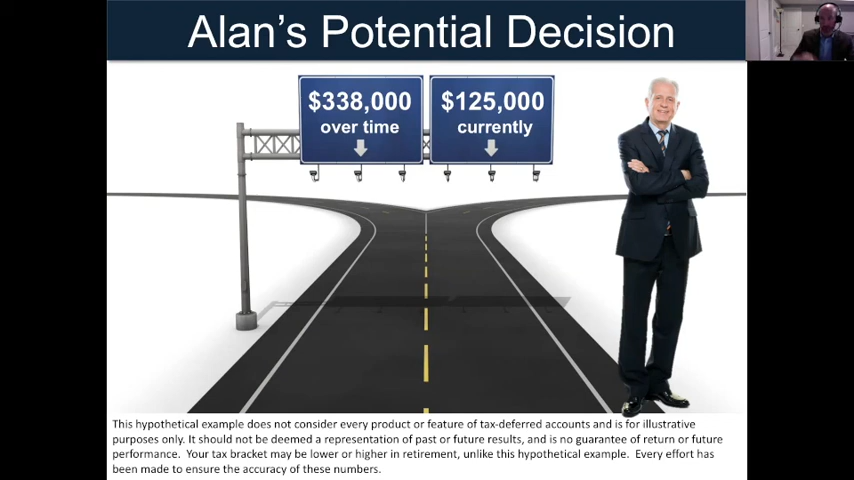 Alan's Potential Decision
$338,000
over time
$125,000
currently
This hypothetical example does not consider every product or feature of tax-deferred accounts and is for illustrative
purposes only. It should not be deemed a representation of past or future results, and is no guarantee of return or future
performance. Your tax bracket may be lower or higher in retirement, unlike this hypothetical example. Every effort has
been made to ensure the accuracy of these numbers.